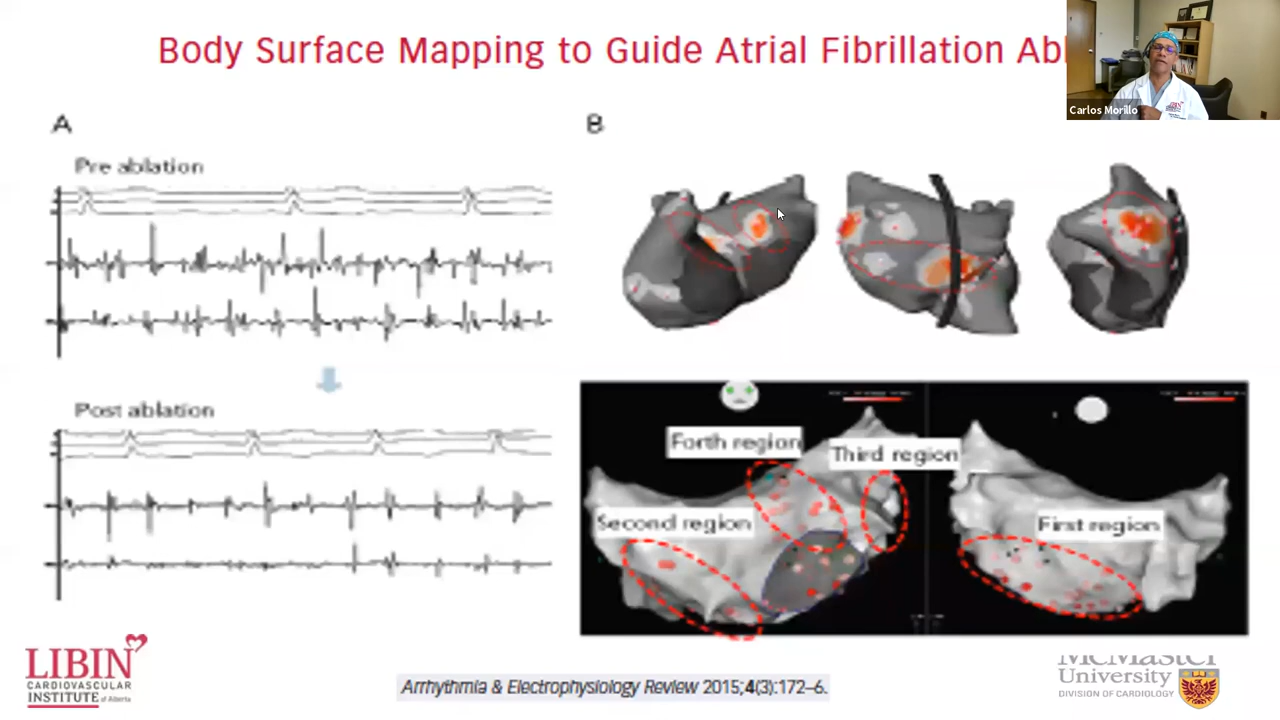 Body Surface Mapping to Guide Atrial Fibrillation Abl
Carlos Morillo
A
B
Pre ablation
Post ablation
Forth region
Third region
Second region
First region
LIBIN
CARDIOVASCULAR
INSTITUTE of Alberta
Arrhythmia & Electrophysiology Review 2015;4(3):172–6.
McMaster
University
DIVISION OF CARDIOLOGY